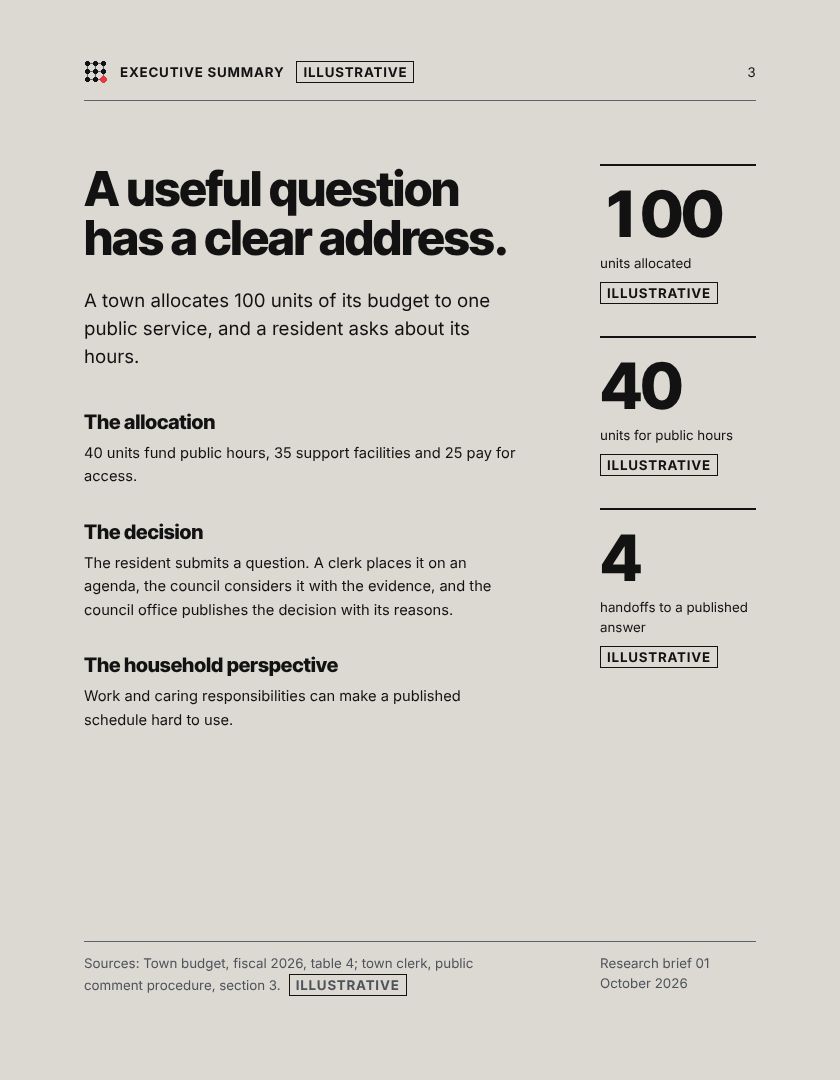 EXECUTIVE SUMMARY ILLUSTRATIVE
3
A useful question
has a clear address.
A town allocates 100 units of its budget to one
public service, and a resident asks about its
hours.
The allocation
40 units fund public hours, 35 support facilities and 25 pay for
access.
The decision
The resident submits a question. A clerk places it on an
agenda, the council considers it with the evidence, and the
council office publishes the decision with its reasons.
The household perspective
Work and caring responsibilities can make a published
schedule hard to use.
100
units allocated
ILLUSTRATIVE
40
units for public hours
ILLUSTRATIVE
4
handoffs to a published
answer
ILLUSTRATIVE
Sources: Town budget, fiscal 2026, table 4; town clerk, public
comment procedure, section 3. ILLUSTRATIVE
Research brief 01
October 2026